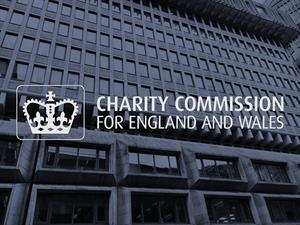 CHARITY COMMISSION
FOR ENGLAND AND WALES